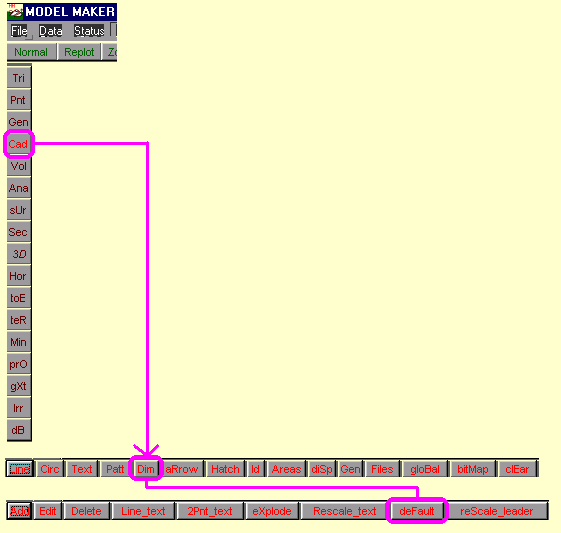 MODEL MAKER
File Data Status
Normal Replot
Tri
Pnt
Gen
Cad
Vol
Ana
sUr
Sec
3D
Hor
toE
teR
Min
prO
gXt
Irr
dB
Line Circ Text Patt Dim aRrow Hatch Id Areas diSp Gen Files gloBal bitMap clEar
Add Edit Delete Line_text 2Pnt_text eXplode Rescale_text deFault reScale_leader